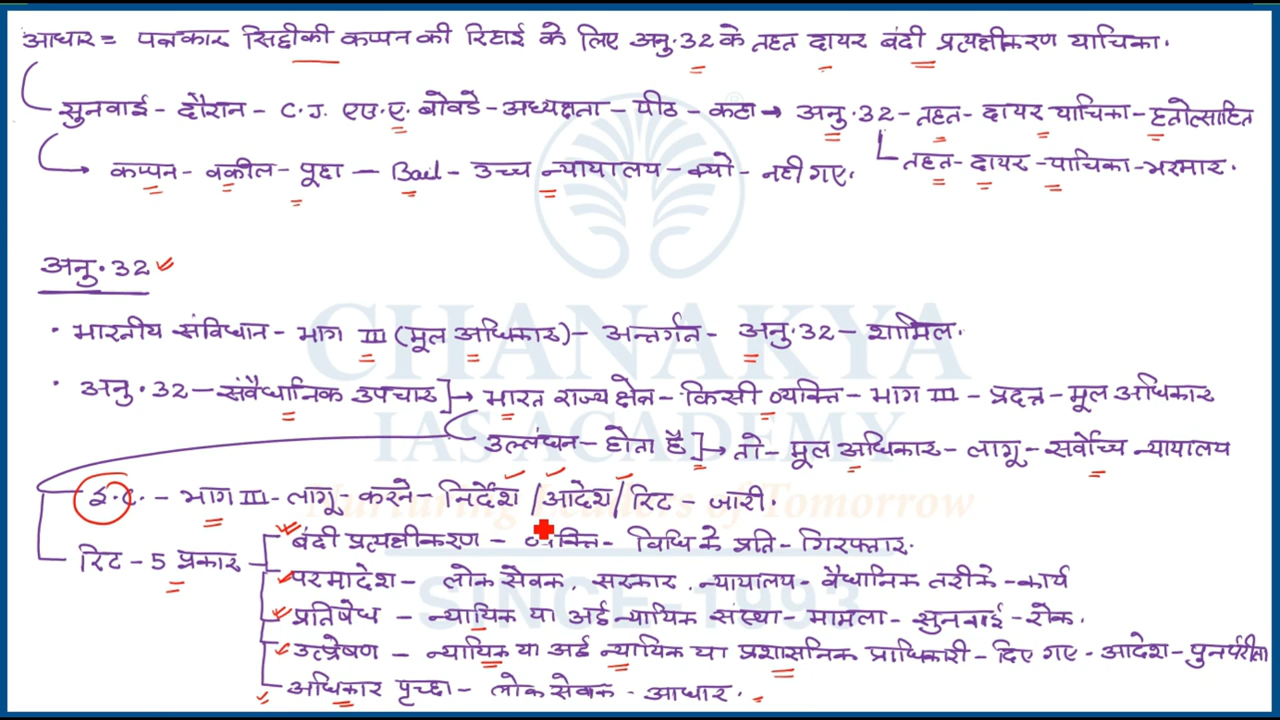 आधार = पत्रकार सिद्दीकी कप्पन की रिहाई के लिए अनु·32 के तहत दायर बंदी प्रत्यक्षीकरण याचिका.
सुनवाई - दौरान - C.J. एस.ए. बोवडे - अध्यक्षता - पीठ - कहा → अनु·32 - तहत - दायर याचिका - हतोत्साहित
तहत - दायर - याचिका - भरमार.
→ कप्पन - वकील - पूछा - Bail - उच्च न्यायालय - क्यों - नहीं गए.
अनु·32
· भारतीय संविधान - भाग III (मूल अधिकार) - अन्तर्गत - अनु·32 - शामिल.
· अनु·32 - संवैधानिक उपचार] → भारत राज्य क्षेत्र - किसी व्यक्ति - भाग III - प्रदत्त - मूल अधिकार
उल्लंघन - होता है] → तो - मूल अधिकार - लागू - सर्वोच्च न्यायालय
S.C. - भाग III - लागू - करने - निर्देश / आदेश / रिट - जारी.
रिट - 5 प्रकार
बंदी प्रत्यक्षीकरण - व्यक्ति - विधि के प्रति - गिरफ्तार.
परमादेश - लोक सेवक, सरकार, न्यायालय - वैधानिक तरीके - कार्य
प्रतिषेध - न्यायिक या अर्द्ध न्यायिक संस्था - मामला - सुनवाई - रोक.
उत्प्रेषण - न्यायिक या अर्द्ध न्यायिक या प्रशासनिक प्राधिकारी - दिए गए - आदेश - पुनर्परीक्षा
अधिकार पृच्छा - लोक सेवक - आधार.
CHANAKYA
IAS ACADEMY
Nurturing Leaders of Tomorrow
SINCE-1993